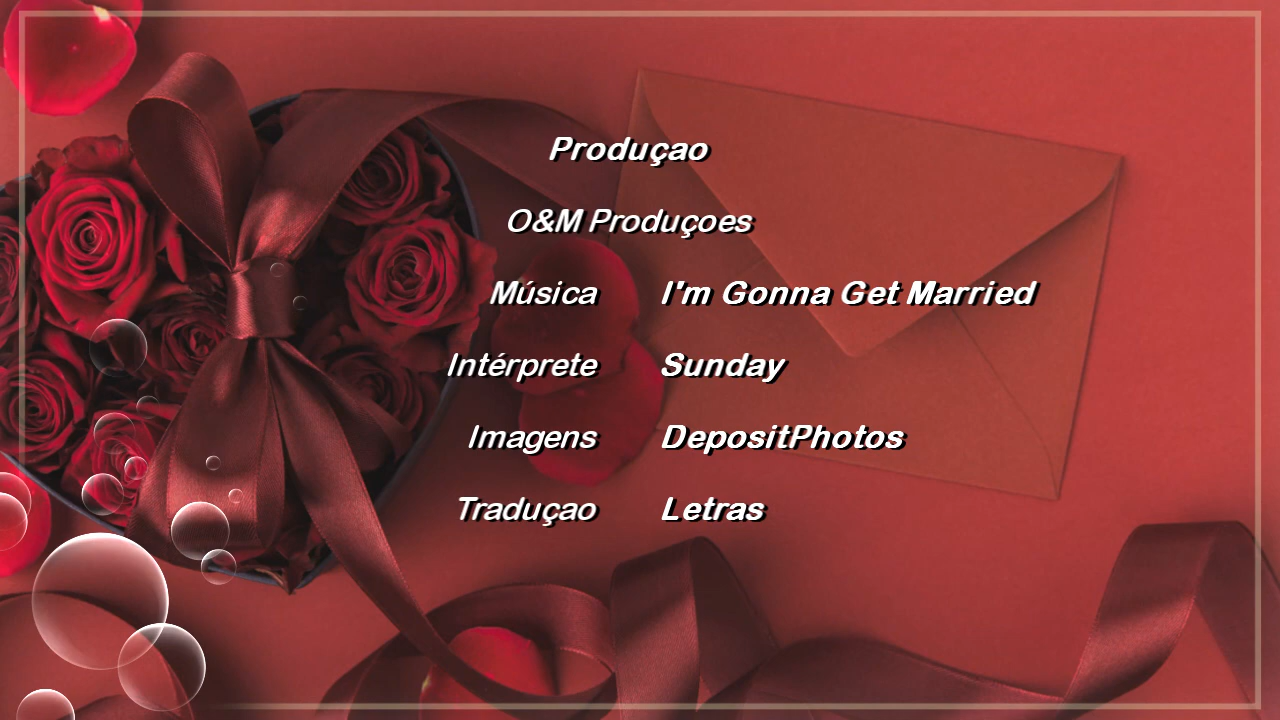 Produçao
O&M Produçoes
Música I'm Gonna Get Married
Intérprete Sunday
Imagens DepositPhotos
Traduçao Letras